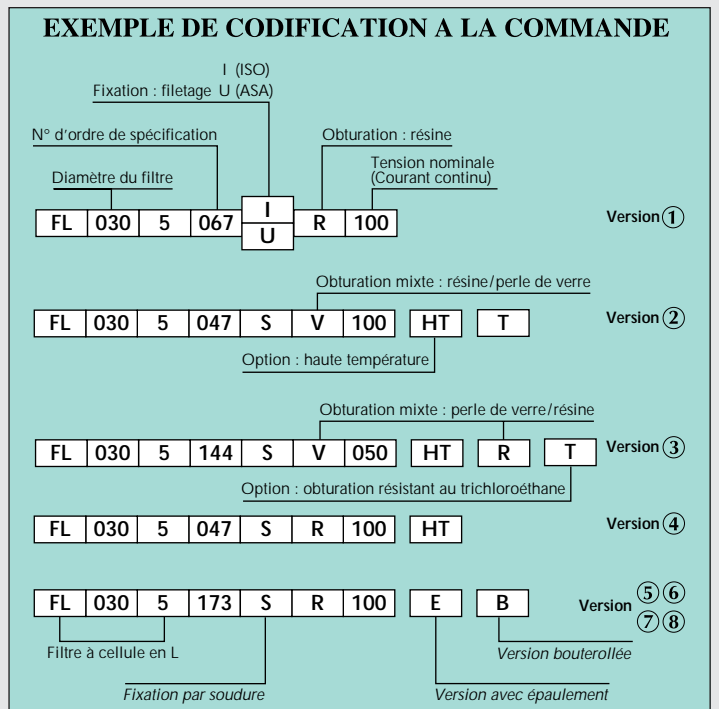 EXEMPLE DE CODIFICATION A LA COMMANDE
I (ISO)
Fixation : filetage U (ASA)
N° d'ordre de spécification
Obturation : résine
Diamètre du filtre
Tension nominale
(Courant continu)
FL 030 5 067 I U R 100 Version 1
Obturation mixte : résine/perle de verre
FL 030 5 047 S V 100 HT T Version 2
Option : haute température
Obturation mixte : perle de verre/résine
FL 030 5 144 S V 050 HT R T Version 3
Option : obturation résistant au trichloroéthane
FL 030 5 047 S R 100 HT Version 4
FL 030 5 173 S R 100 E B Version 5 6 7 8
Filtre à cellule en L
Version bouterollée
Fixation par soudure
Version avec épaulement